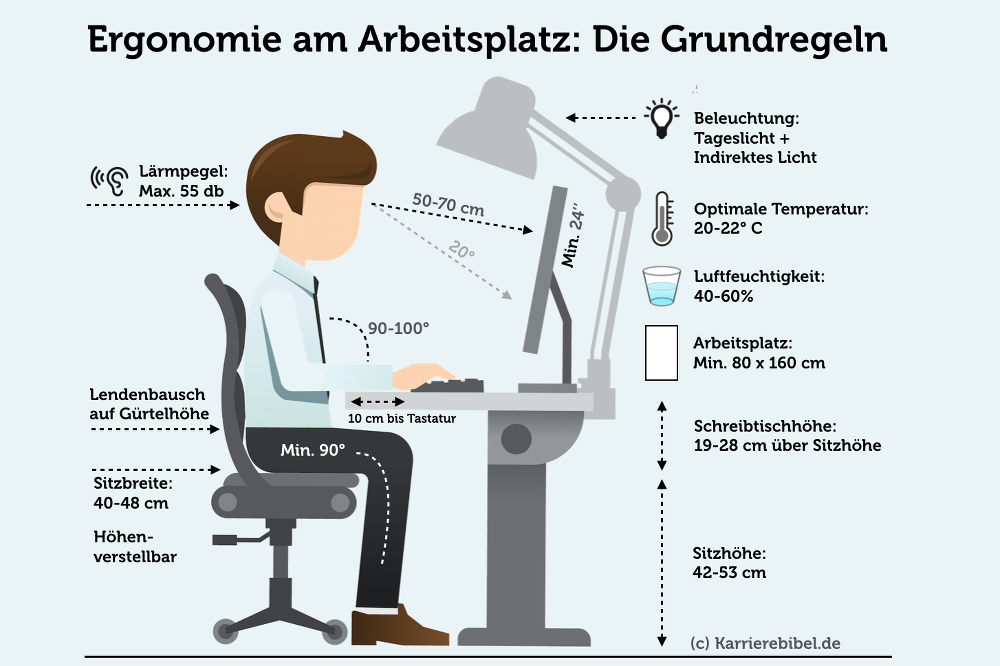 Ergonomie am Arbeitsplatz: Die Grundregeln
Beleuchtung:
Tageslicht +
Indirektes Licht
Lärmpegel:
Max. 55 db
50-70 cm
20°
Min. 24"
Optimale Temperatur:
20-22° C
Luftfeuchtigkeit:
40-60%
90-100°
Arbeitsplatz:
Min. 80 x 160 cm
Lendenbausch
auf Gürtelhöhe
10 cm bis Tastatur
Schreibtischhöhe:
19-28 cm über Sitzhöhe
Min. 90°
Sitzbreite:
40-48 cm
Höhen-
verstellbar
Sitzhöhe:
42-53 cm
(c) Karrierebibel.de